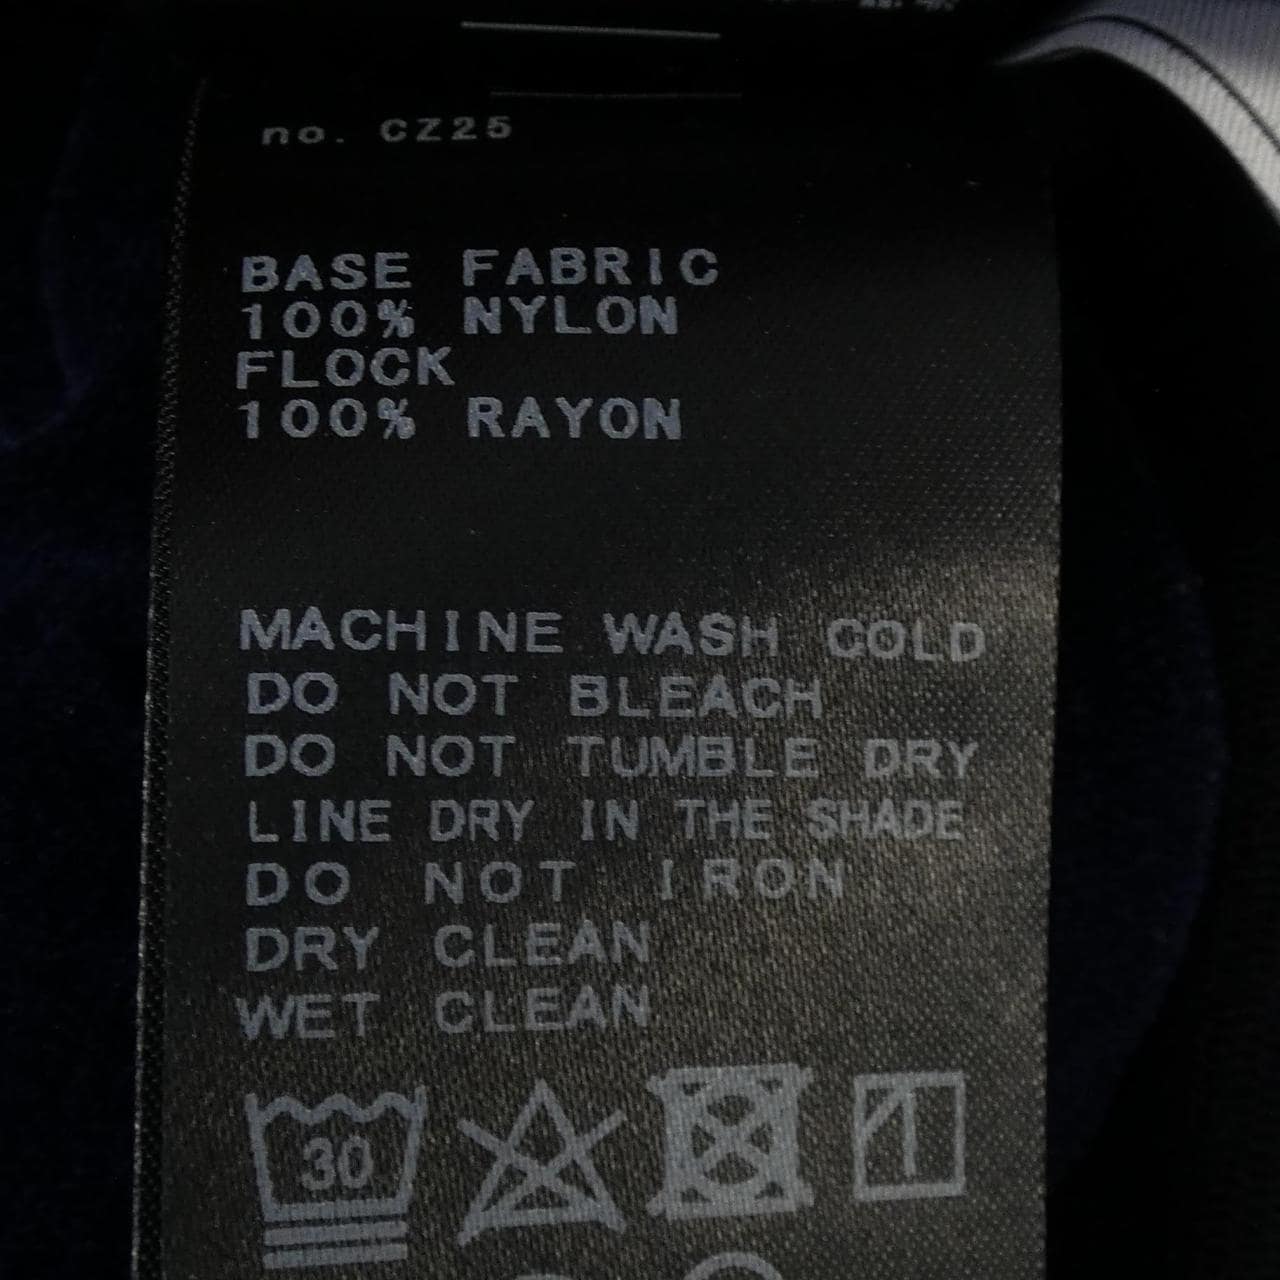 no. CZ25
BASE FABRIC
100% NYLON
FLOCK
100% RAYON
MACHINE WASH COLD
DO NOT BLEACH
DO NOT TUMBLE DRY
LINE DRY IN THE SHADE
DO NOT IRON
DRY CLEAN
WET CLEAN
30